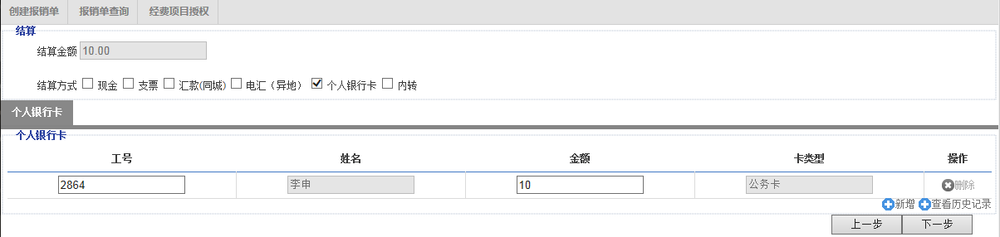 创建报销单 报销单查询 经费项目授权
结算
结算金额 10.00
结算方式 现金 支票 汇款(同城) 电汇（异地） 个人银行卡 内转
个人银行卡
个人银行卡
工号 姓名 金额 卡类型 操作
2864 李申 10 公务卡 删除
新增 查看历史记录
上一步 下一步